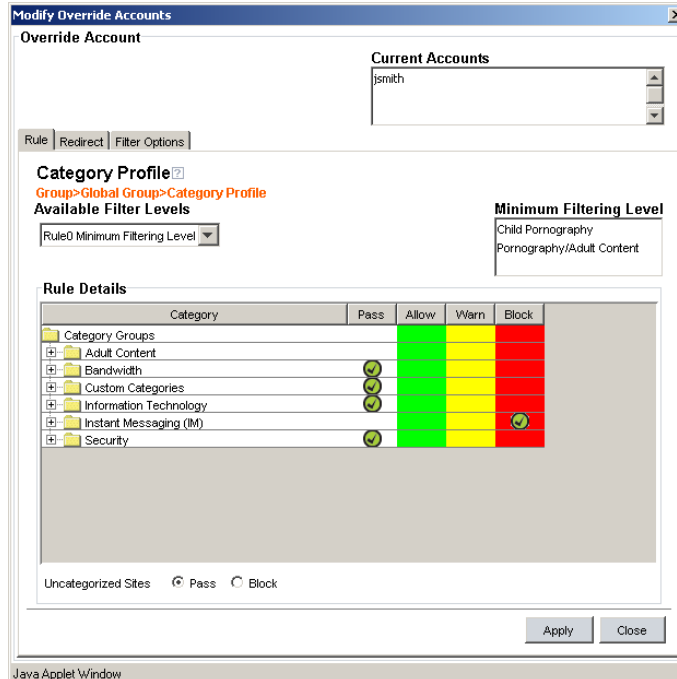 Modify Override Accounts
Override Account
Current Accounts
jsmith
Rule Redirect Filter Options
Category Profile?
Group>Global Group>Category Profile
Available Filter Levels
Rule0 Minimum Filtering Level
Minimum Filtering Level
Child Pornography
Pornography/Adult Content
Rule Details
Category Pass Allow Warn Block
Category Groups
Adult Content
Bandwidth
Custom Categories
Information Technology
Instant Messaging (IM)
Security
Uncategorized Sites Pass Block
Apply Close
Java Applet Window